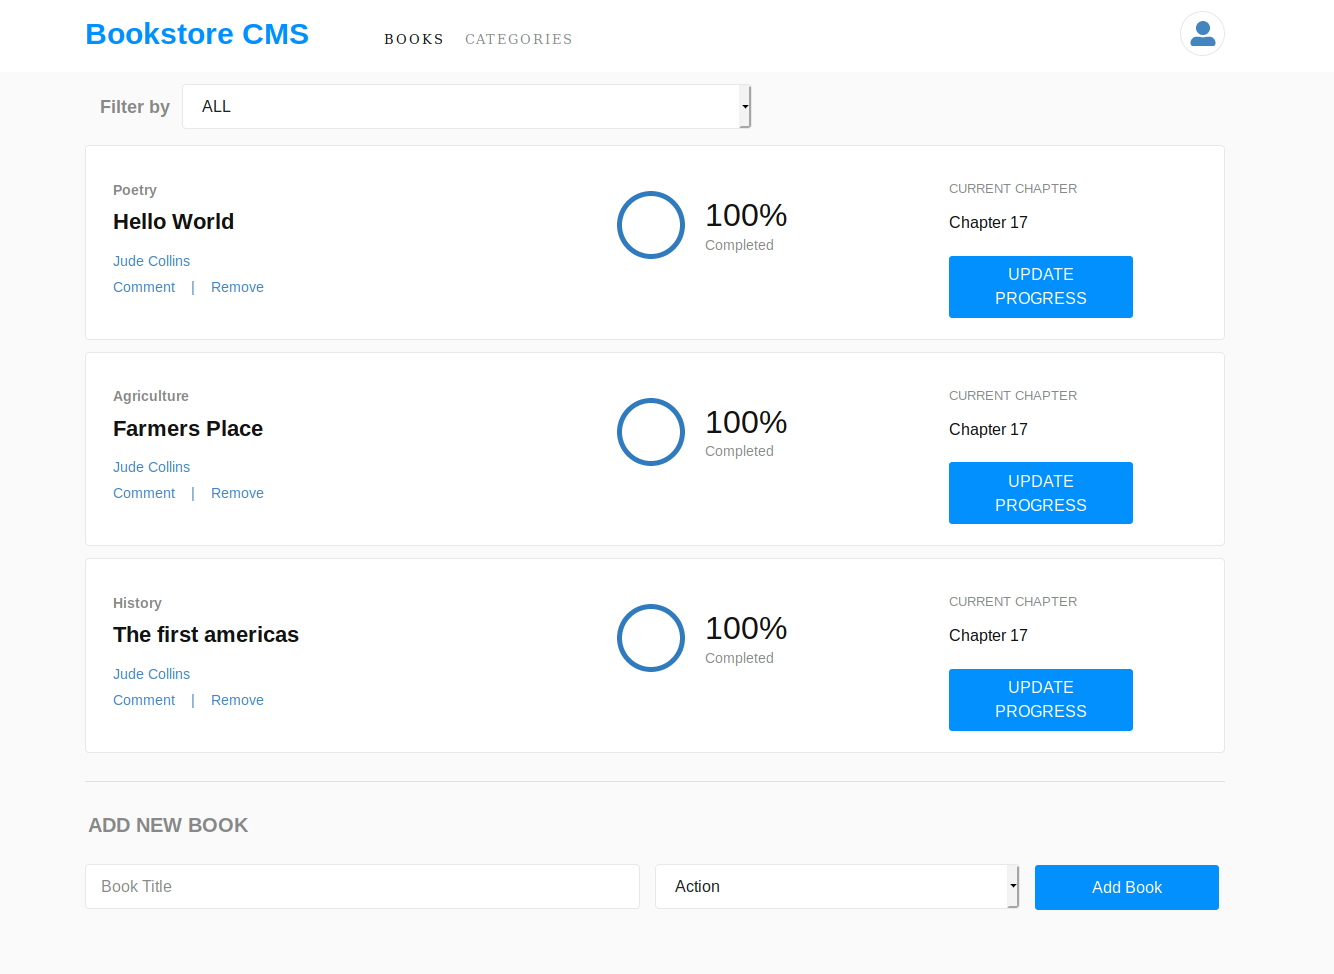 Bookstore CMS BOOKS CATEGORIES
Filter by ALL
Poetry
Hello World
Jude Collins
Comment | Remove
100%
Completed
CURRENT CHAPTER
Chapter 17
UPDATE
PROGRESS
Agriculture
Farmers Place
Jude Collins
Comment | Remove
100%
Completed
CURRENT CHAPTER
Chapter 17
UPDATE
PROGRESS
History
The first americas
Jude Collins
Comment | Remove
100%
Completed
CURRENT CHAPTER
Chapter 17
UPDATE
PROGRESS
ADD NEW BOOK
Book Title Action Add Book